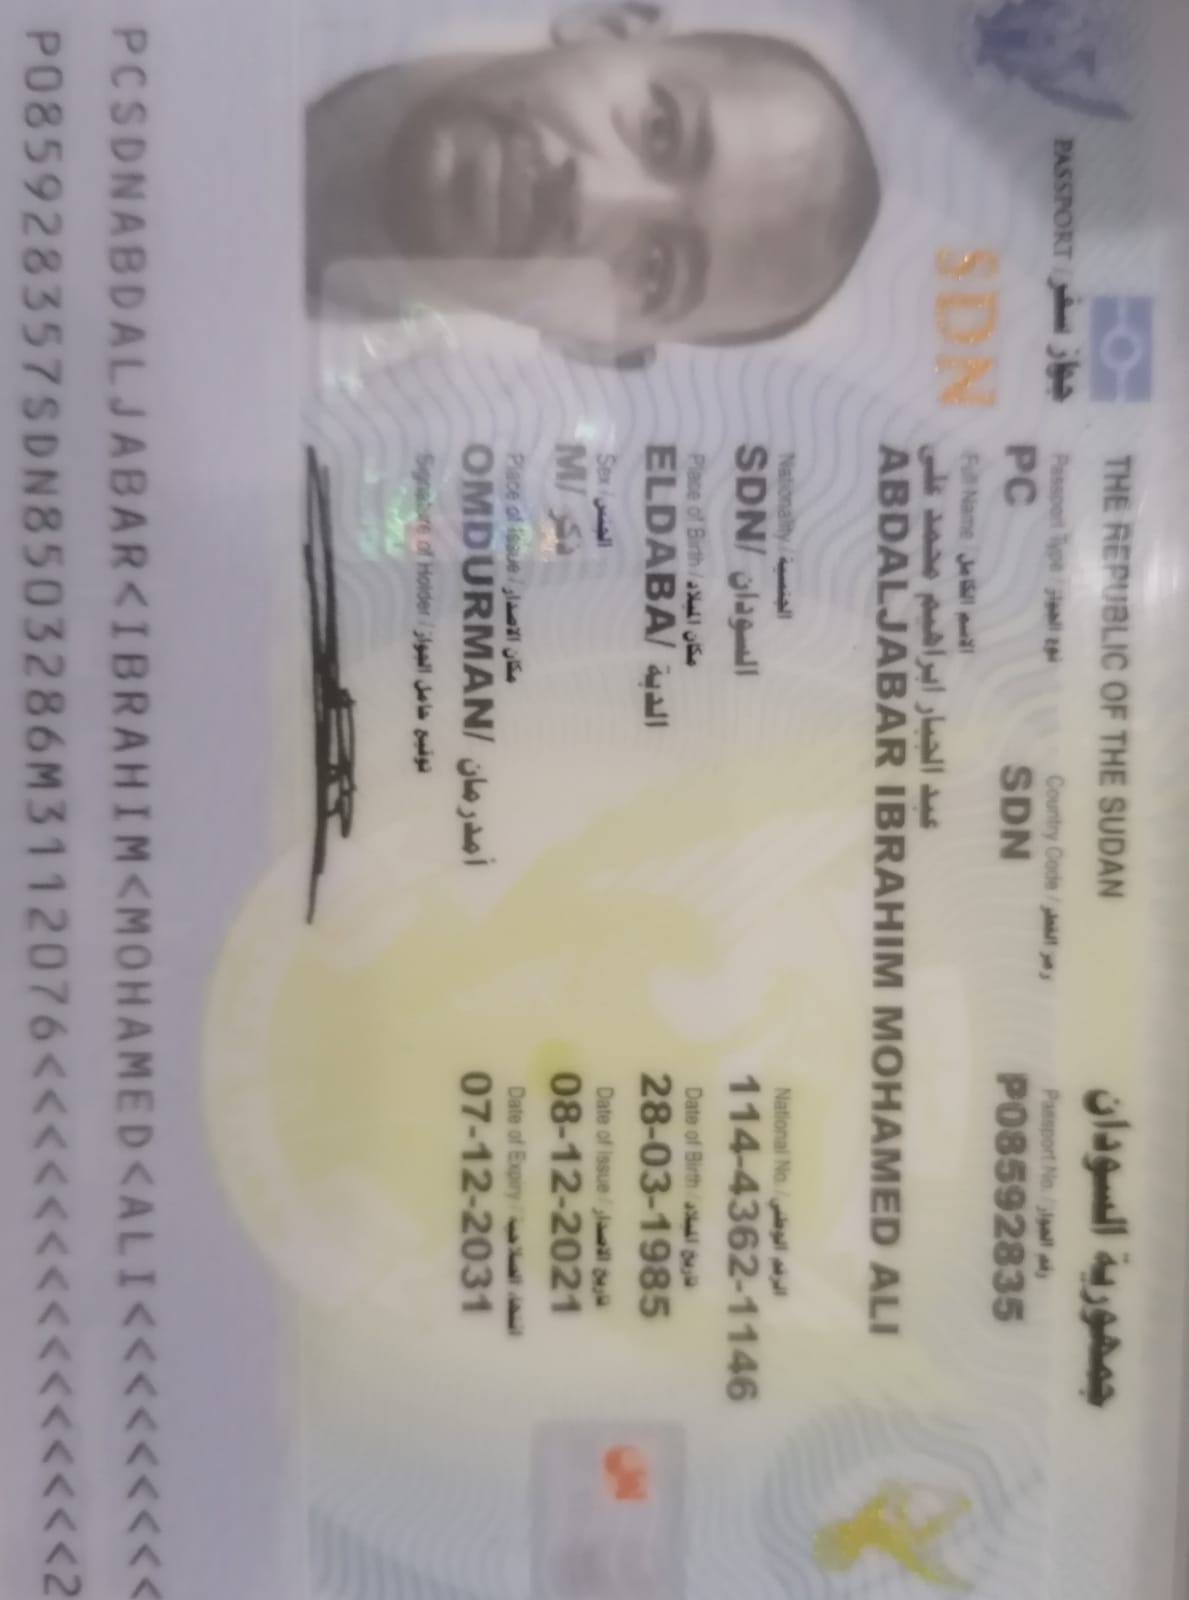 THE REPUBLIC OF THE SUDAN جمهورية السودان
PASSPORT / جواز سفر
Passport Type / نوع الجواز Country Code / رمز القطر Passport No. / رقم الجواز
PC SDN P08592835
SDN
Full Name / الاسم الكامل
عبد الجبار ابراهيم محمد على
ABDALJABAR IBRAHIM MOHAMED ALI
Nationality / الجنسية National No. / الرقم الوطني
SDN/ السودان 114-4362-1146
Place of Birth / مكان الميلاد Date of Birth / تاريخ الميلاد
ELDABA/ الدبة 28-03-1985
Sex / الجنس Date of Issue / تاريخ الاصدار
M/ ذكر 08-12-2021
Place of Issue / مكان الاصدار Date of Expiry / انتهاء الصلاحية
OMDURMAN/ أمدرمان 07-12-2031
Signature of Holder / توقيع حامل الجواز
PCSDNABDALJABAR<IBRAHIM<MOHAMED<ALI<<<<<<<<<
P085928357SDN8503286M3112076<<<<<<<<<<<<<<<2